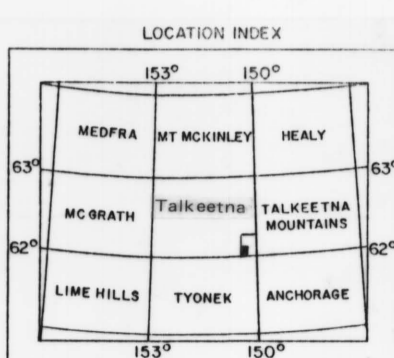 LOCATION INDEX
153° 150°
MEDFRA MT MCKINLEY HEALY
63° 63°
MC GRATH Talkeetna TALKEETNA
MOUNTAINS
62° 62°
LIME HILLS TYONEK ANCHORAGE
153° 150°